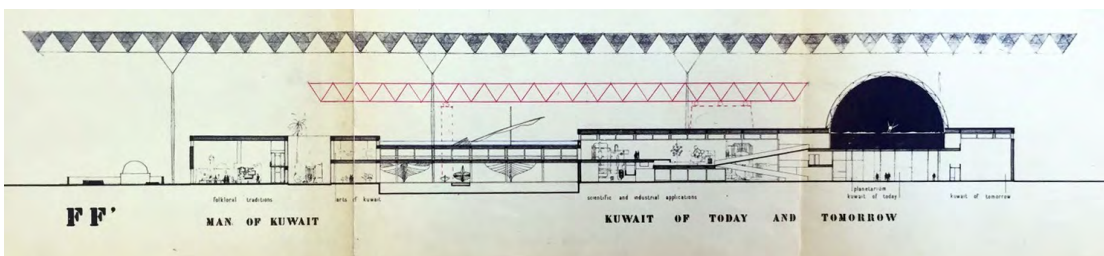 folkloral traditions
arts of kuwait
scientific and industrial applications
planetarium
kuwait of today
kuwait of tomorrow
FF'
MAN OF KUWAIT
KUWAIT OF TODAY AND TOMORROW